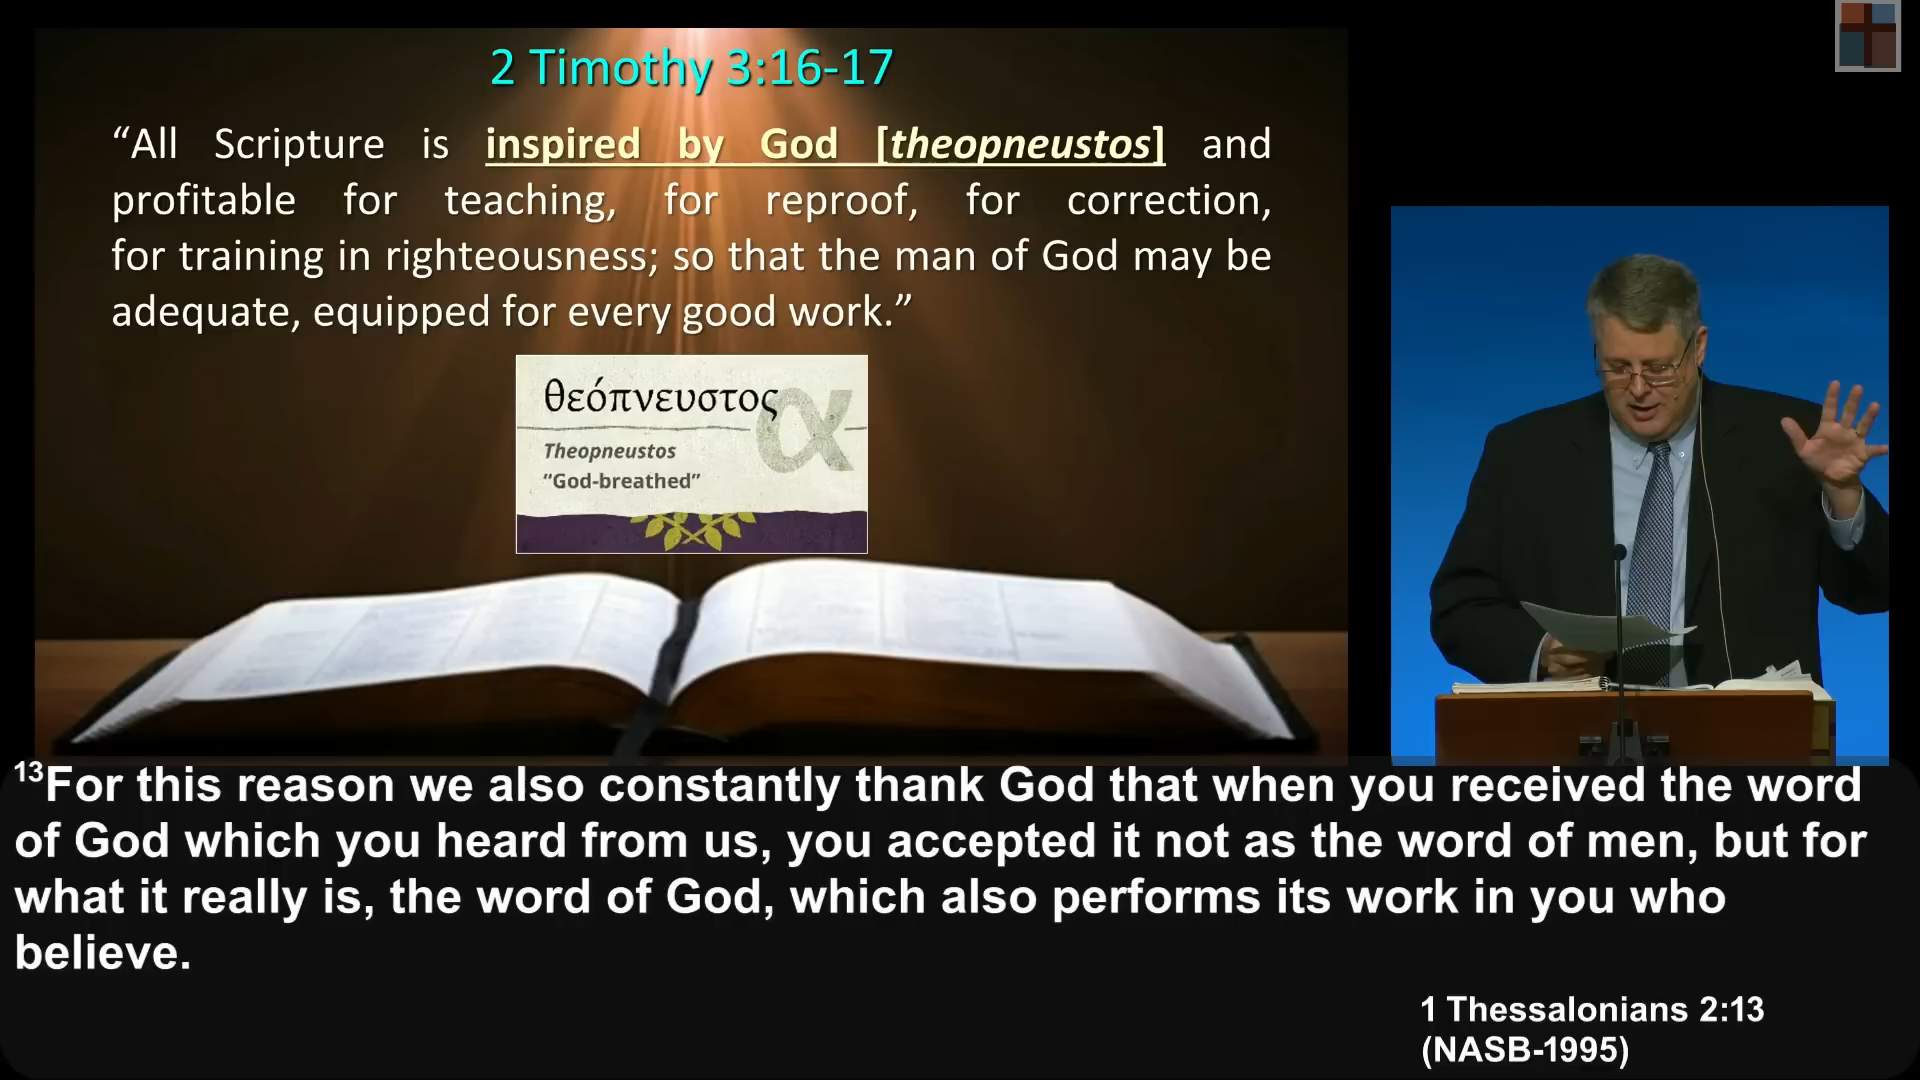 2 Timothy 3:16-17
“All Scripture is inspired by God [theopneustos] and
profitable for teaching, for reproof, for correction,
for training in righteousness; so that the man of God may be
adequate, equipped for every good work.”
θεόπνευστος
α
Theopneustos
“God-breathed”
13For this reason we also constantly thank God that when you received the word
of God which you heard from us, you accepted it not as the word of men, but for
what it really is, the word of God, which also performs its work in you who
believe.
1 Thessalonians 2:13
(NASB-1995)